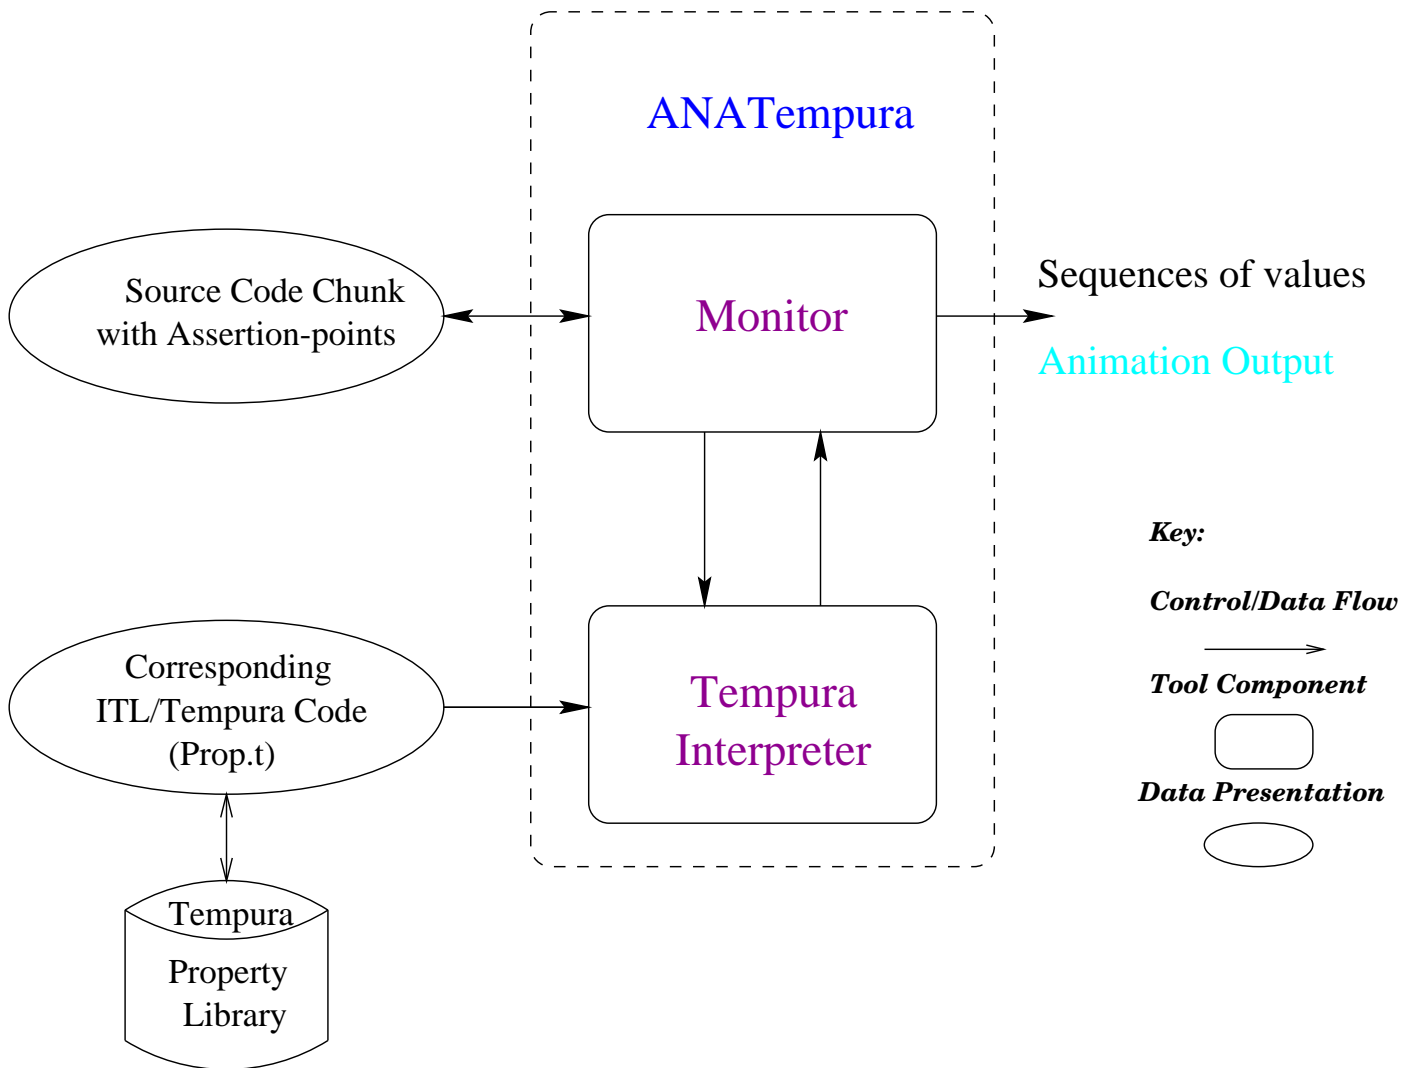 ANATempura
Source Code Chunk
with Assertion-points
Monitor
Sequences of values
Animation Output
Corresponding
ITL/Tempura Code
(Prop.t)
Tempura
Interpreter
Tempura
Property
Library
Key:
Control/Data Flow
Tool Component
Data Presentation